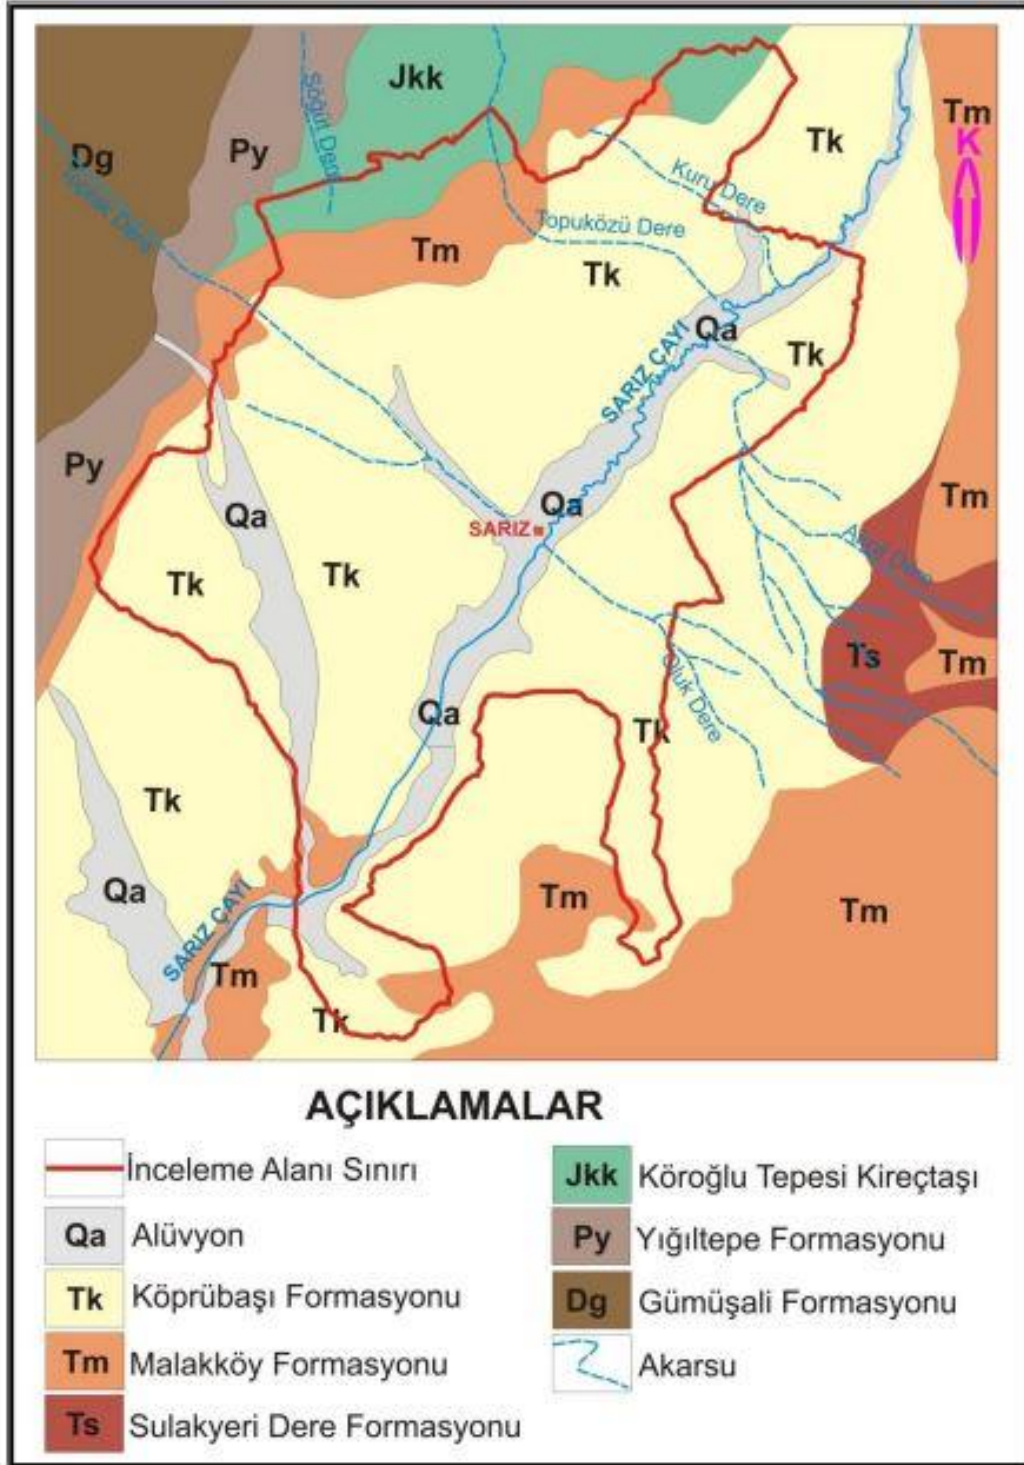 Jkk
Söğüt Dere
Tk
Tm
K
Dg
Py
Kuru Dere
Topuközü Dere
Tm
Tk
Qa
SARIZ ÇAYI
Tk
Py
Qa
Qa
SARIZ
Tm
Tk
Tk
Ts
Tm
Qa
Oluk Dere
Tk
Tk
Qa
Tm
Tm
SARIZ ÇAYI
Tm
Tk
AÇIKLAMALAR
İnceleme Alanı Sınırı
Qa Alüvyon
Tk Köprübaşı Formasyonu
Tm Malakköy Formasyonu
Ts Sulakyeri Dere Formasyonu
Jkk Köroğlu Tepesi Kireçtaşı
Py Yığıltepe Formasyonu
Dg Gümüşali Formasyonu
Akarsu